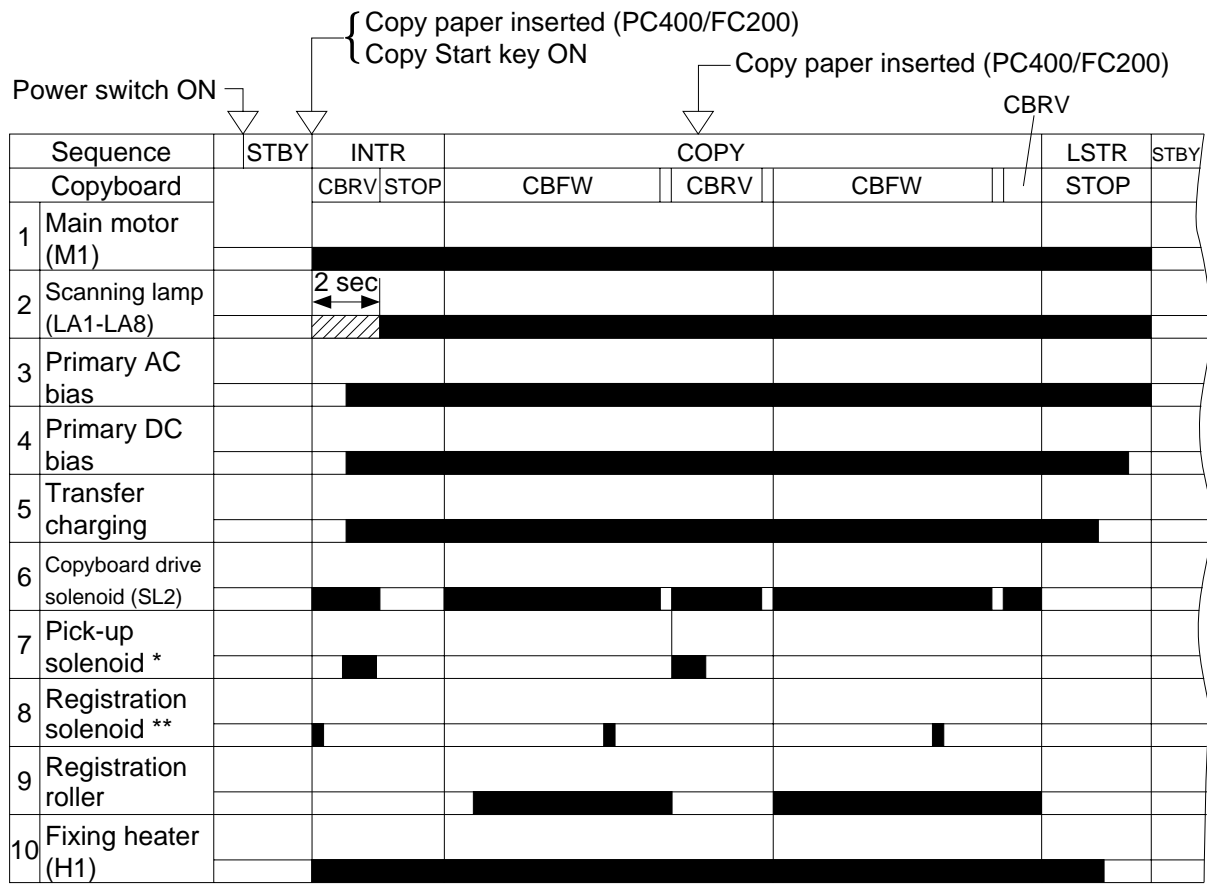 Copy paper inserted (PC400/FC200)
Copy Start key ON
Copy paper inserted (PC400/FC200)
Power switch ON
CBRV
Sequence STBY INTR COPY LSTR STBY
Copyboard CBRV STOP CBFW CBRV CBFW STOP
1 Main motor
(M1)
2 sec
2 Scanning lamp
(LA1-LA8)
3 Primary AC
bias
4 Primary DC
bias
5 Transfer
charging
6 Copyboard drive
solenoid (SL2)
7 Pick-up
solenoid *
8 Registration
solenoid **
9 Registration
roller
10 Fixing heater
(H1)